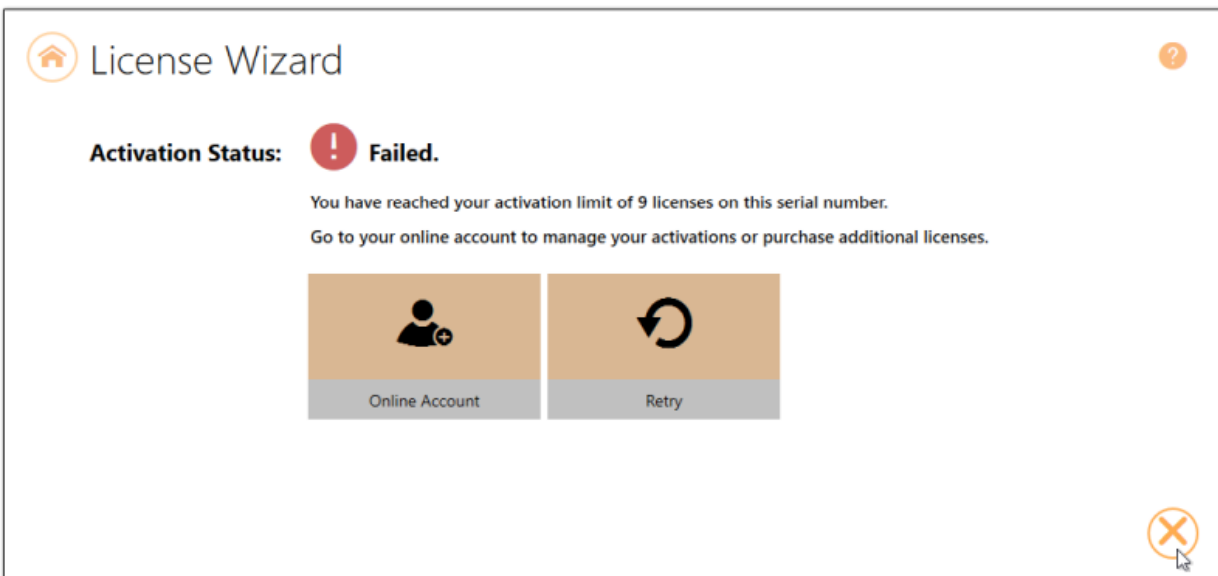 License Wizard
?
Activation Status:
! Failed.
You have reached your activation limit of 9 licenses on this serial number.
Go to your online account to manage your activations or purchase additional licenses.
Online Account
Retry